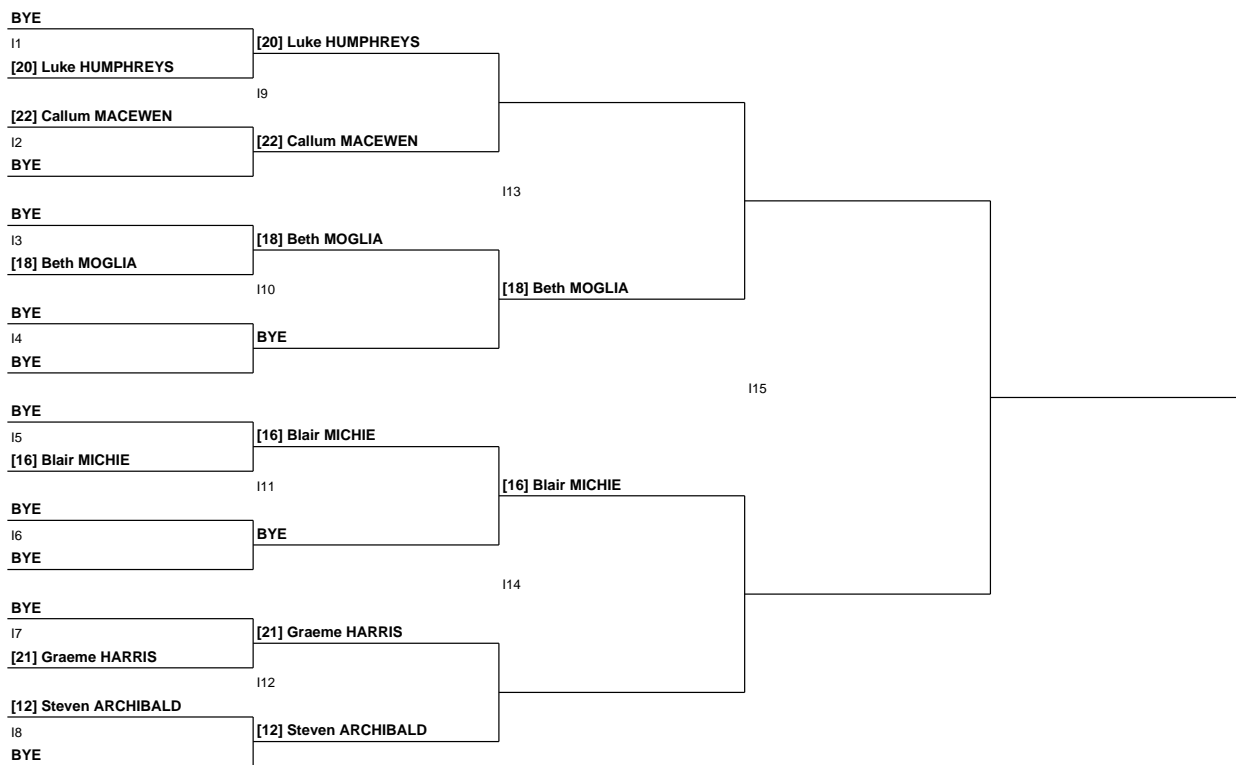 BYE
I1
[20] Luke HUMPHREYS
[20] Luke HUMPHREYS
I9
[22] Callum MACEWEN
I2
[22] Callum MACEWEN
BYE
I13
BYE
I3
[18] Beth MOGLIA
[18] Beth MOGLIA
I10
[18] Beth MOGLIA
BYE
I4
BYE
BYE
I15
BYE
I5
[16] Blair MICHIE
[16] Blair MICHIE
I11
[16] Blair MICHIE
BYE
I6
BYE
BYE
I14
BYE
I7
[21] Graeme HARRIS
[21] Graeme HARRIS
I12
[12] Steven ARCHIBALD
I8
[12] Steven ARCHIBALD
BYE